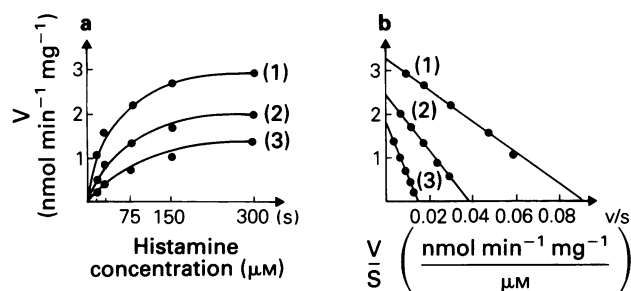 a
V
(nmol min⁻¹ mg⁻¹)
3
2
1
(1)
(2)
(3)
75 150 300 (s)
Histamine
concentration (μM)
b
3
2
1
(1)
(2)
(3)
0.02 0.04 0.06 0.08 v/s
V/S (nmol min⁻¹ mg⁻¹ / μM)